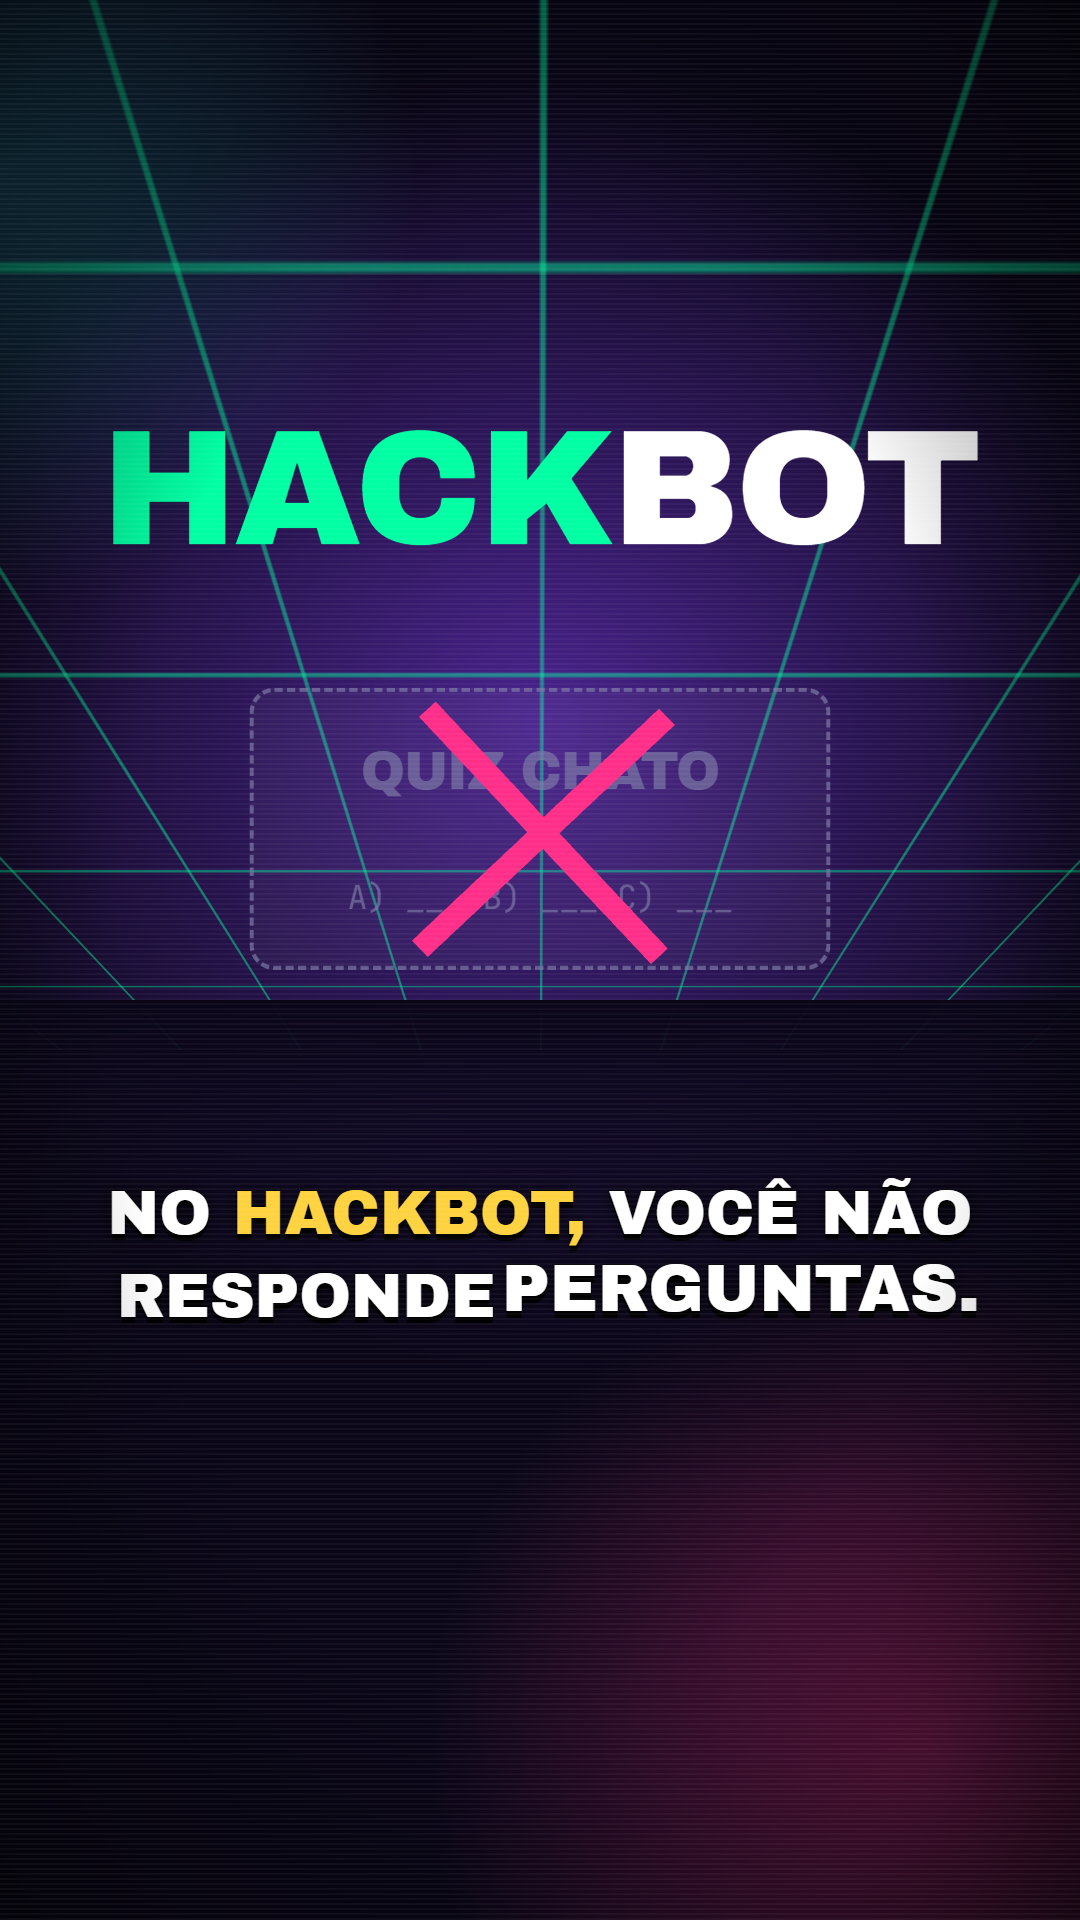 HACKBOT
QUIZ CHATO
A) ___ B) ___ C) ___
NO HACKBOT, VOCÊ NÃO
RESPONDE PERGUNTAS.